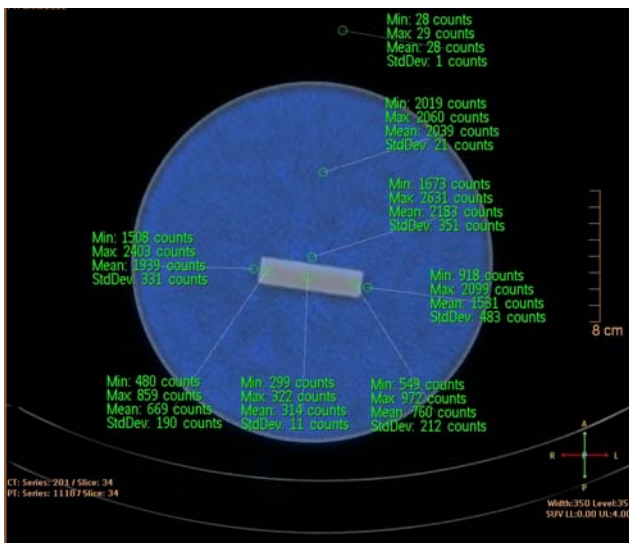 Min: 28 counts
Max: 29 counts
Mean: 28 counts
StdDev: 1 counts
Min: 2019 counts
Max: 2060 counts
Mean: 2039 counts
StdDev: 21 counts
Min: 1673 counts
Max: 2631 counts
Mean: 2183 counts
StdDev: 351 counts
Min: 1508 counts
Max: 2403 counts
Mean: 1939 counts
StdDev: 331 counts
Min: 918 counts
Max: 2099 counts
Mean: 1531 counts
StdDev: 483 counts
8 cm
Min: 480 counts
Max: 859 counts
Mean: 669 counts
StdDev: 190 counts
Min: 299 counts
Max: 322 counts
Mean: 314 counts
StdDev: 11 counts
Min: 549 counts
Max: 972 counts
Mean: 760 counts
StdDev: 212 counts
A
R L
P
CT: Series: 201 / Slice: 34
PT: Series: 11107 Slice: 34
Width:350 Level:35
SUV LL:0.00 UL:4.00